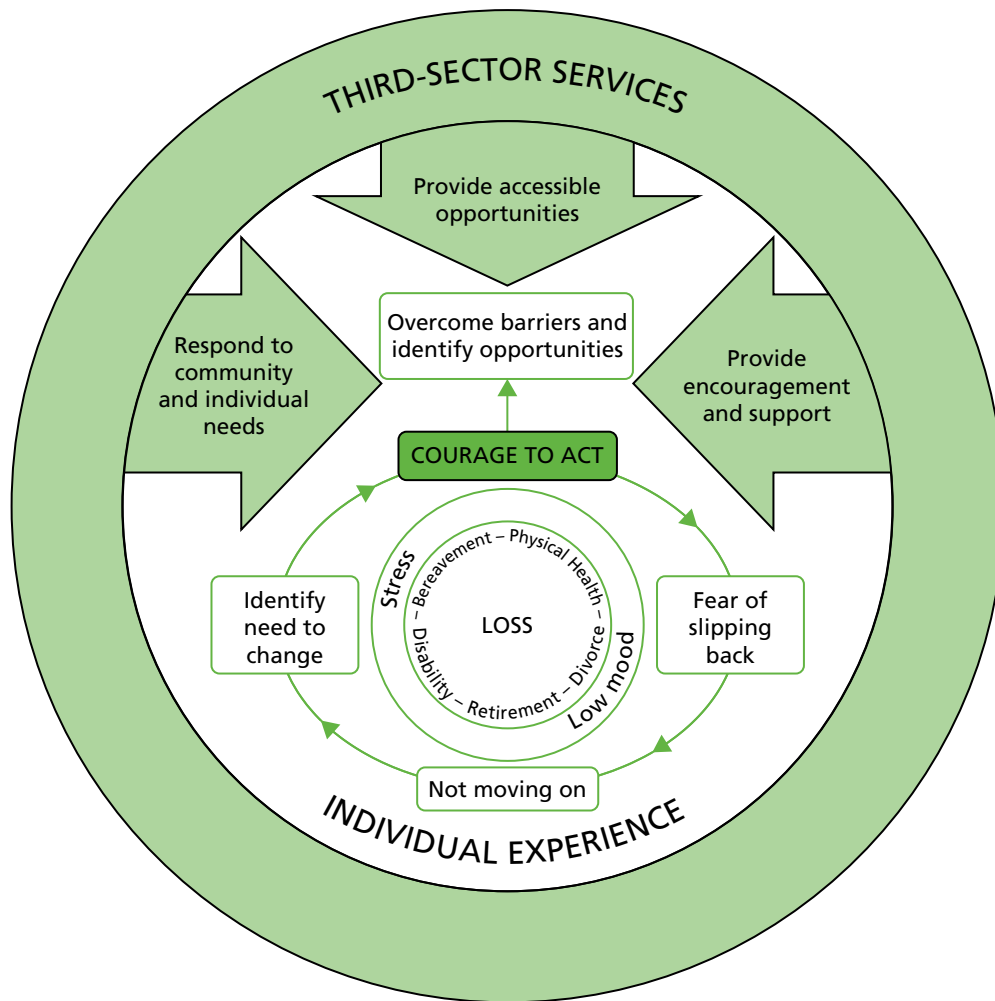 THIRD-SECTOR SERVICES
Provide accessible
opportunities
Respond to
community
and individual
needs
Overcome barriers and
identify opportunities
Provide
encouragement
and support
COURAGE TO ACT
Identify
need to
change
Stress
– Bereavement – Physical Health –
LOSS
Disability – Retirement – Divorce
Low mood
Fear of
slipping
back
Not moving on
INDIVIDUAL EXPERIENCE